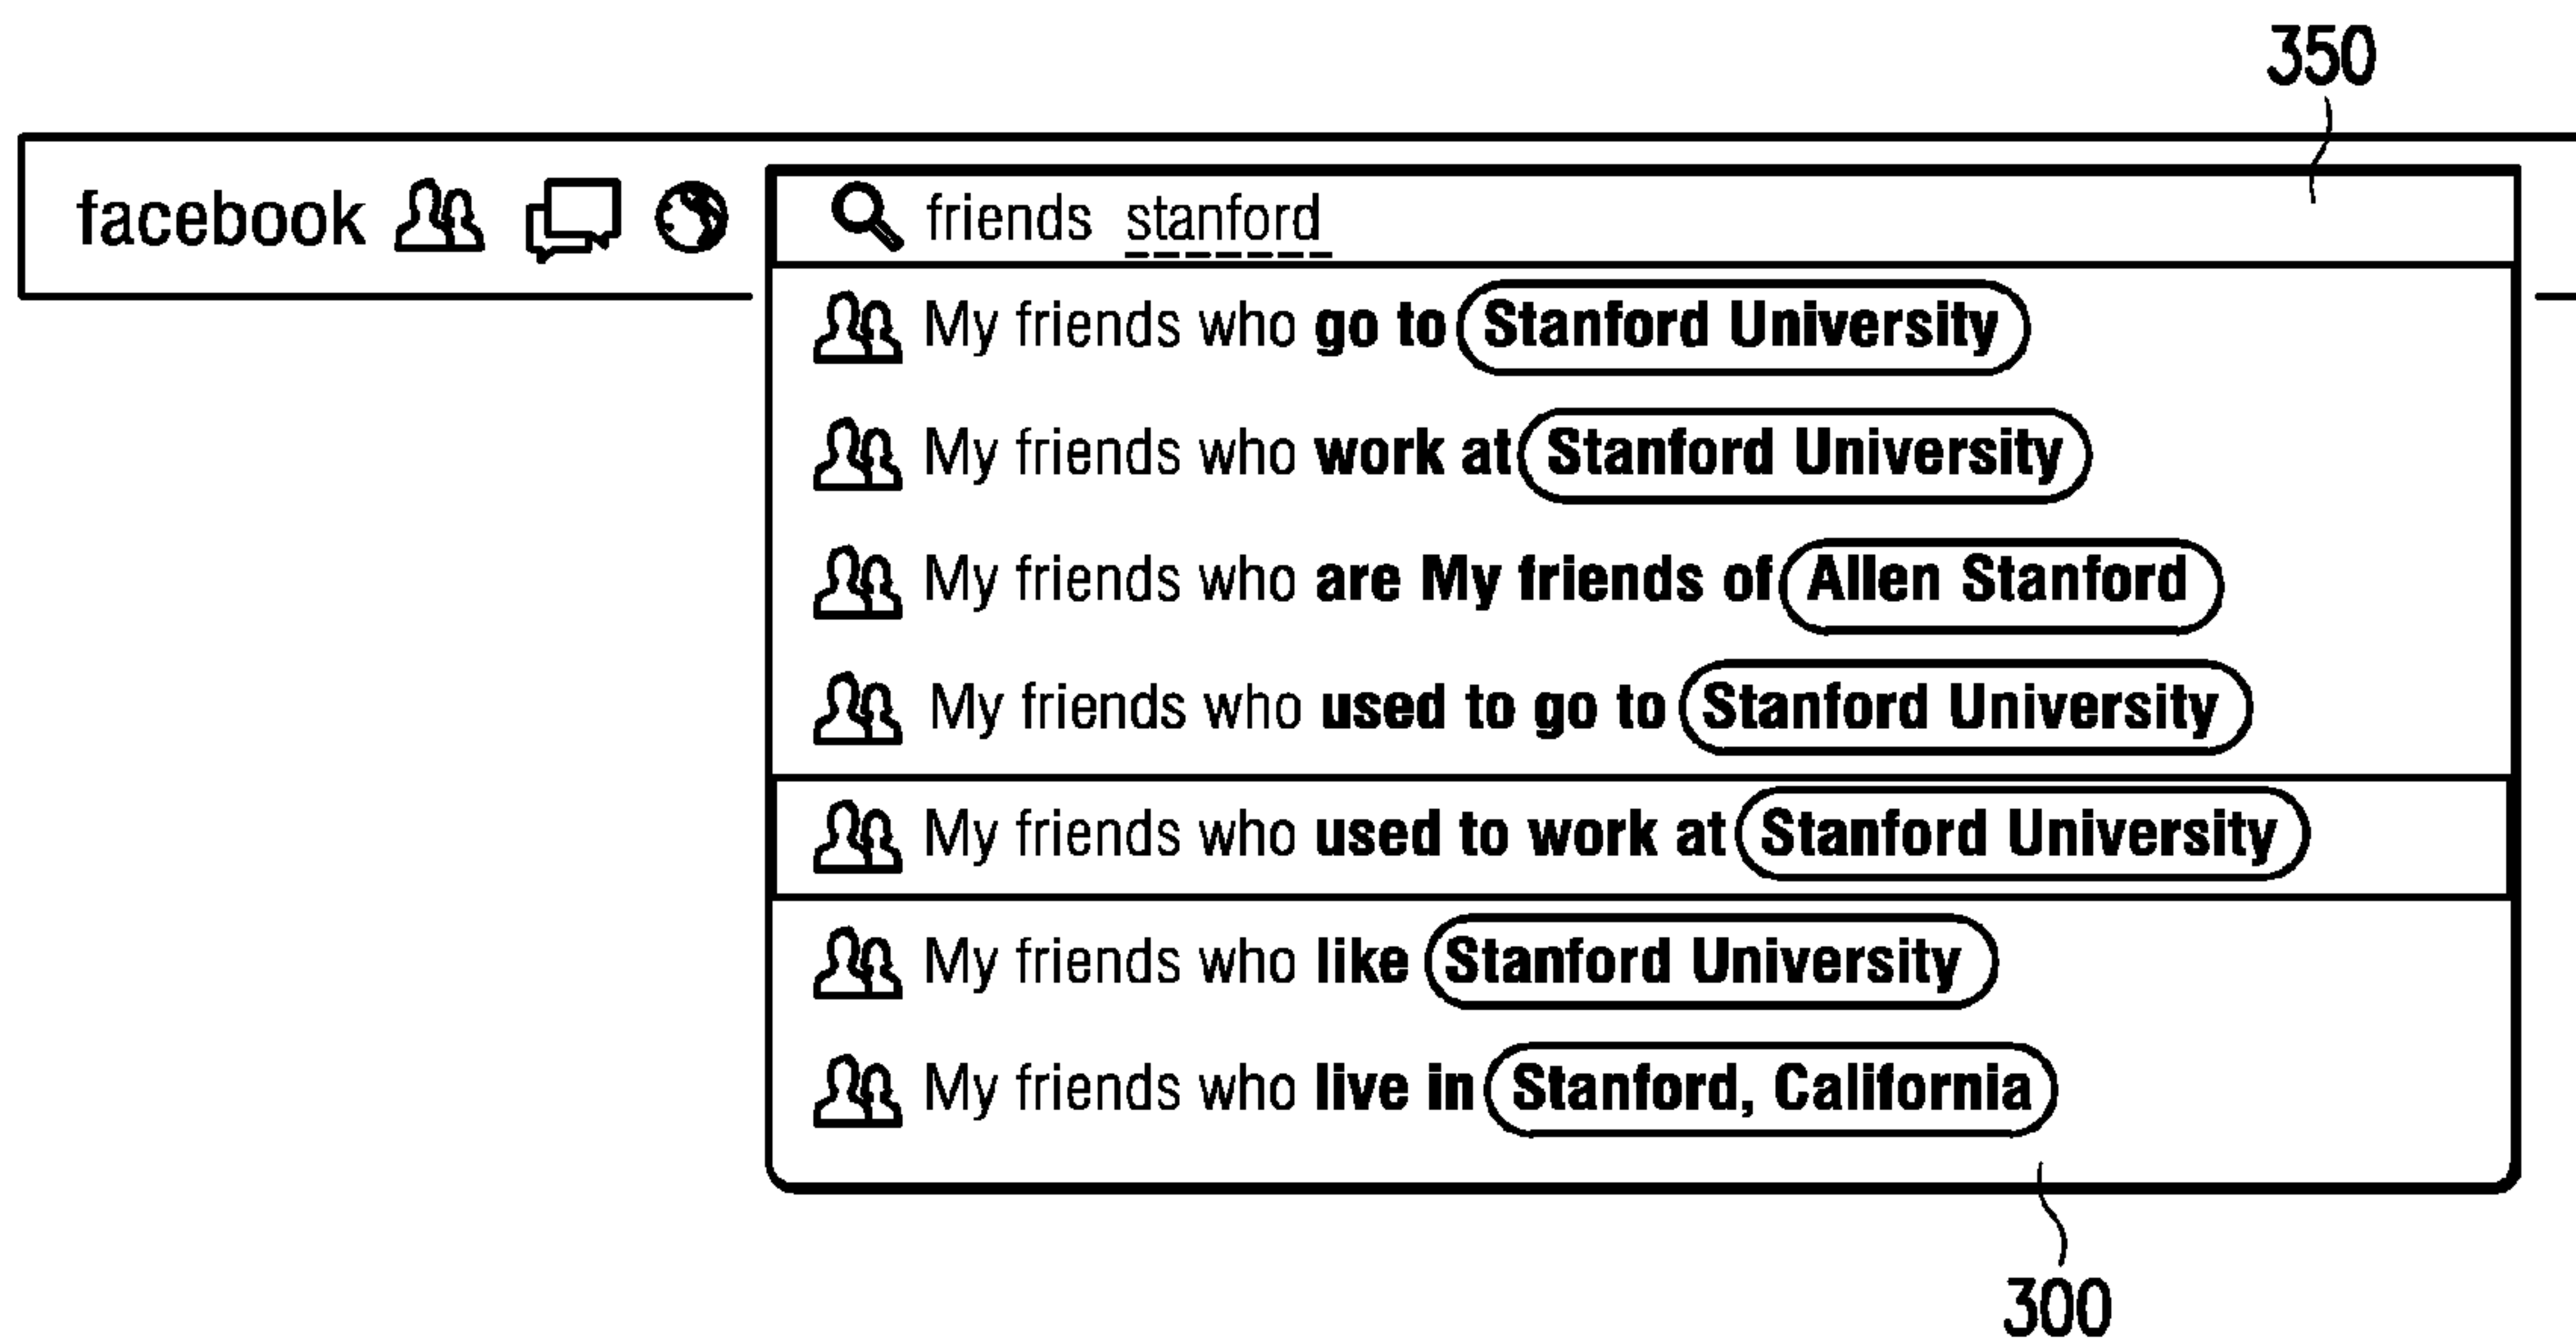 350
facebook friends stanford
My friends who go to Stanford University
My friends who work at Stanford University
My friends who are My friends of Allen Stanford
My friends who used to go to Stanford University
My friends who used to work at Stanford University
My friends who like Stanford University
My friends who live in Stanford, California
300